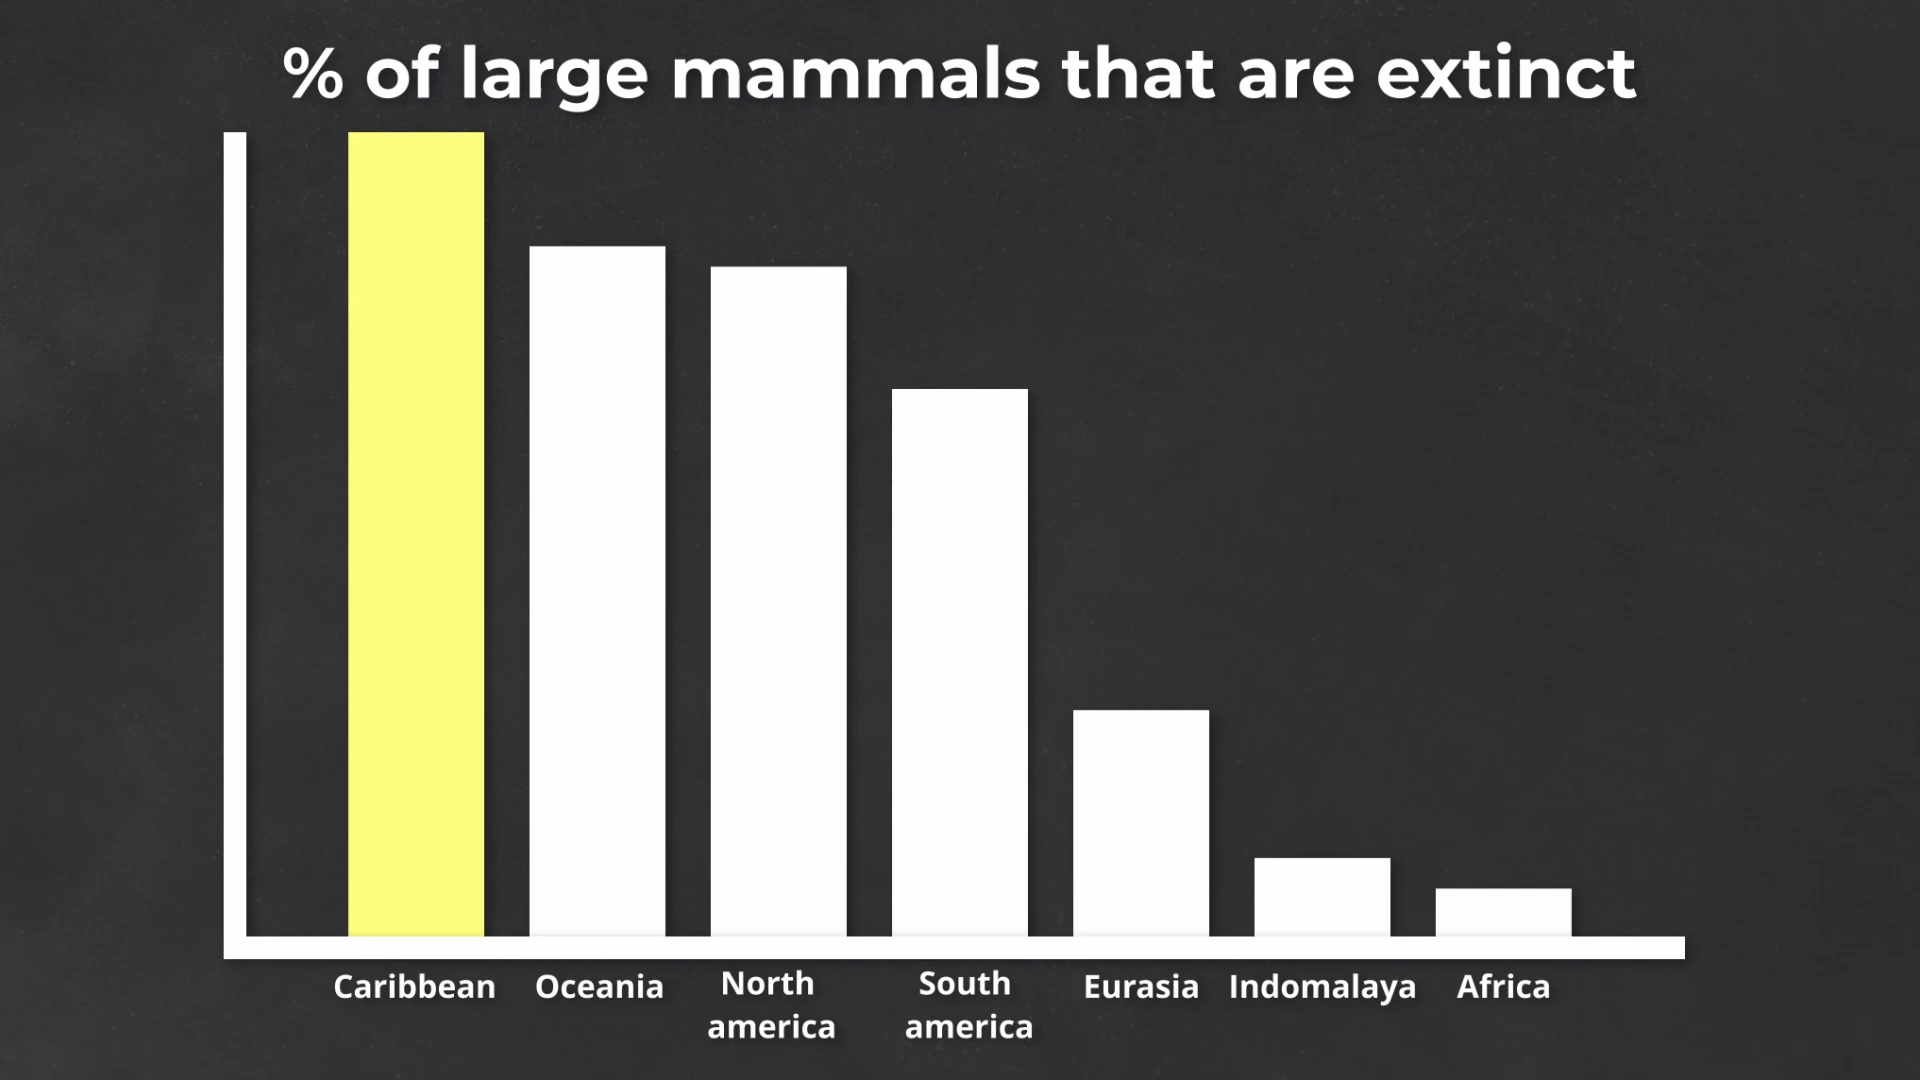 % of large mammals that are extinct
Caribbean
Oceania
North
america
South
america
Eurasia
Indomalaya
Africa